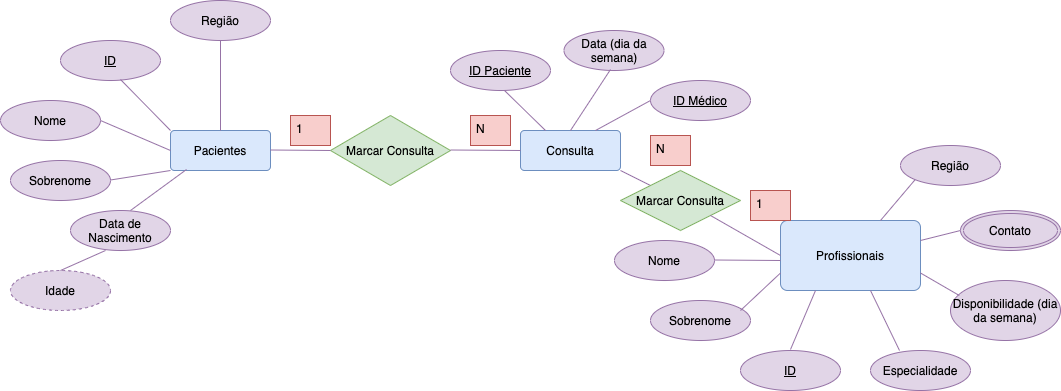 Região
ID
Nome
Sobrenome
Data de
Nascimento
Idade
Pacientes
1
Marcar Consulta
N
ID Paciente
Data (dia da
semana)
ID Médico
Consulta
N
Marcar Consulta
1
Profissionais
Região
Contato
Disponibilidade (dia
da semana)
Especialidade
ID
Sobrenome
Nome